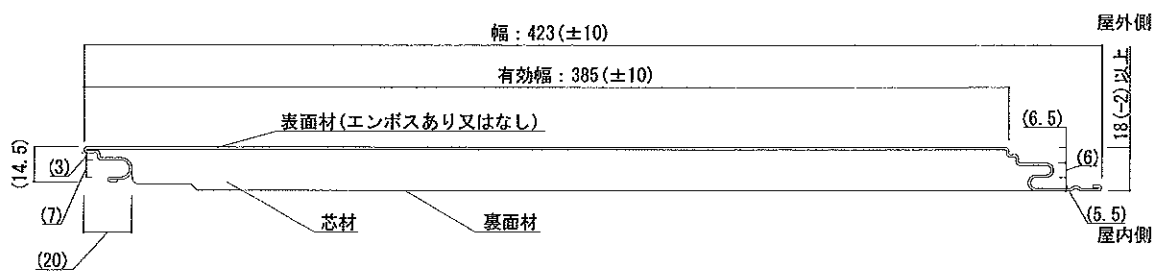 幅：423(±10)
屋外側
有効幅：385(±10)
18(-2)以上
表面材(エンボスあり又はなし)
(6.5)
(14.5)
(3)
(6)
(7)
芯材
裏面材
(5.5)
屋内側
(20)